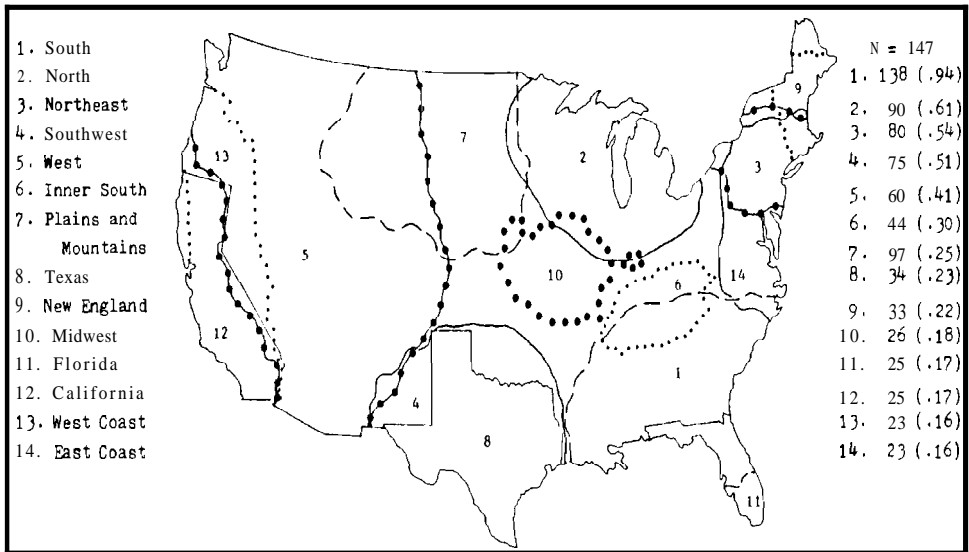 1. South
2. North
3. Northeast
4. Southwest
5. West
6. Inner South
7. Plains and
Mountains
8. Texas
9. New England
10. Midwest
11. Florida
12. California
13. West Coast
14. East Coast
13
12
5
7
2
10
4
8
9
3
14
6
1
11
N = 147
1. 138 (.94)
2. 90 (.61)
3. 80 (.54)
4. 75 (.51)
5. 60 (.41)
6. 44 (.30)
7. 97 (.25)
8. 34 (.23)
9. 33 (.22)
10. 26 (.18)
11. 25 (.17)
12. 25 (.17)
13. 23 (.16)
14. 23 (.16)